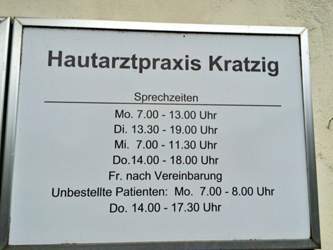 Hautarztpraxis Kratzig
Sprechzeiten
Mo. 7.00 - 13.00 Uhr
Di. 13.30 - 19.00 Uhr
Mi. 7.00 - 11.30 Uhr
Do.14.00 - 18.00 Uhr
Fr. nach Vereinbarung
Unbestellte Patienten: Mo. 7.00 - 8.00 Uhr
Do. 14.00 - 17.30 Uhr